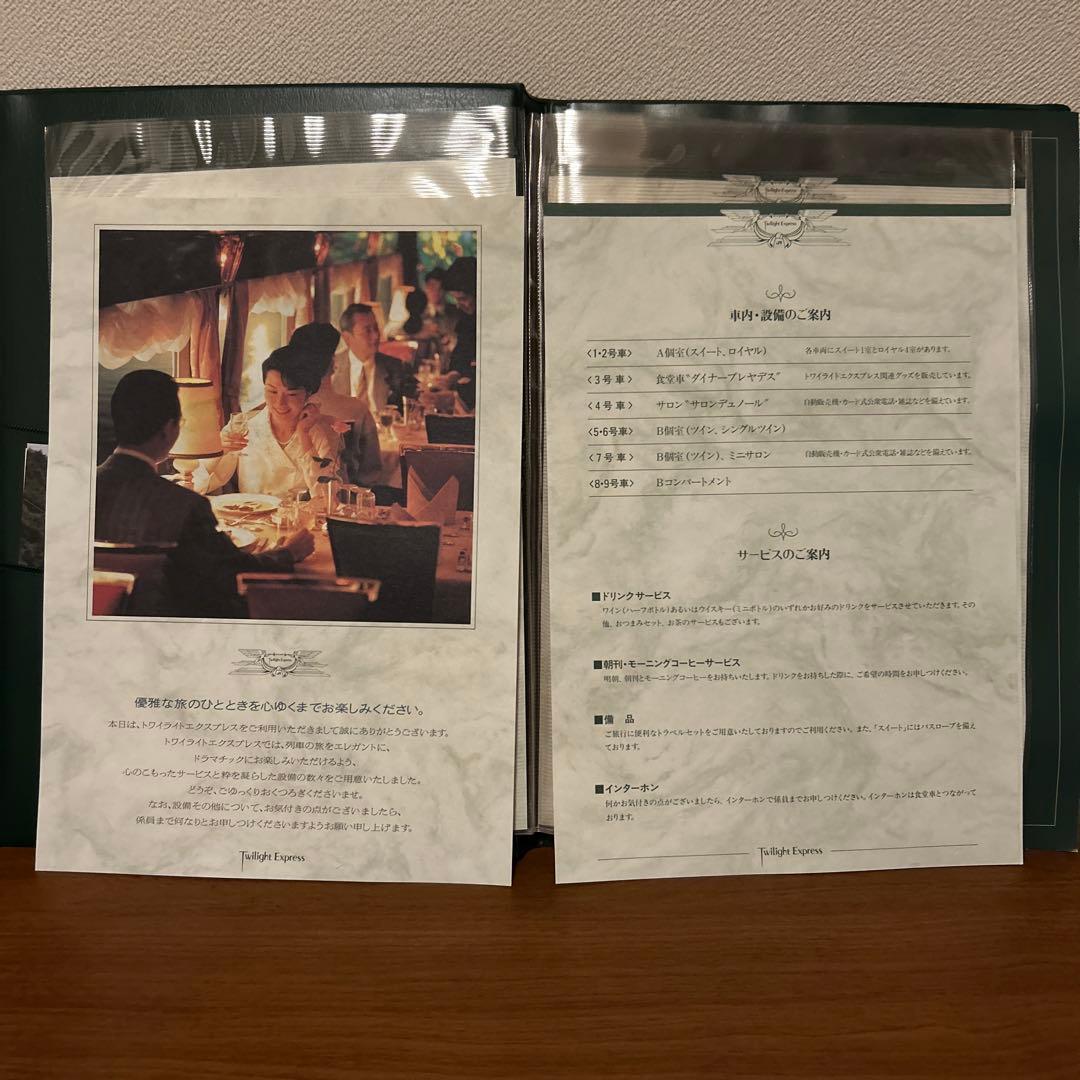 Twilight Express
優雅な旅のひとときを心ゆくまでお楽しみください。
本日は、トワイライトエクスプレスをご利用いただきまして誠にありがとうございます。
トワイライトエクスプレスでは、列車の旅をエレガントに、
ドラマチックにお楽しみいただけるよう、
心のこもったサービスと粋を凝らした設備の数々をご用意いたしました。
どうぞ、ごゆっくりおくつろぎくださいませ。
なお、設備その他について、お気付きの点がございましたら、
係員まで何なりとお申しつけくださいますようお願い申し上げます。
Twilight Express
Twilight Express
Twilight Express
車内・設備のご案内
〈1・2号車〉 A個室(スイート、ロイヤル) 各車両にスイート1室とロイヤル4室があります。
〈3号車〉 食堂車“ダイナープレヤデス” トワイライトエクスプレス関連グッズを販売しています。
〈4号車〉 サロン“サロンデュノール” 自動販売機・カード式公衆電話・雑誌などを備えています。
〈5・6号車〉 B個室(ツイン、シングルツイン)
〈7号車〉 B個室(ツイン)、ミニサロン 自動販売機・カード式公衆電話・雑誌などを備えています。
〈8・9号車〉 Bコンパートメント
サービスのご案内
■ドリンクサービス
ワイン(ハーフボトル)あるいはウイスキー(ミニボトル)のいずれかお好みのドリンクをサービスさせていただきます。その
他、おつまみセット、お茶のサービスもございます。
■朝刊・モーニングコーヒーサービス
明朝、朝刊とモーニングコーヒーをお持ちいたします。ドリンクをお持ちした際に、ご希望の時間をお申しつけください。
■備 品
ご旅行に便利なトラベルセットをご用意いたしておりますのでご利用ください。また、「スイート」にはバスローブを備え
ております。
■インターホン
何かお気付きの点がございましたら、インターホンで係員までお申しつけください。インターホンは食堂車とつながって
おります。
Twilight Express